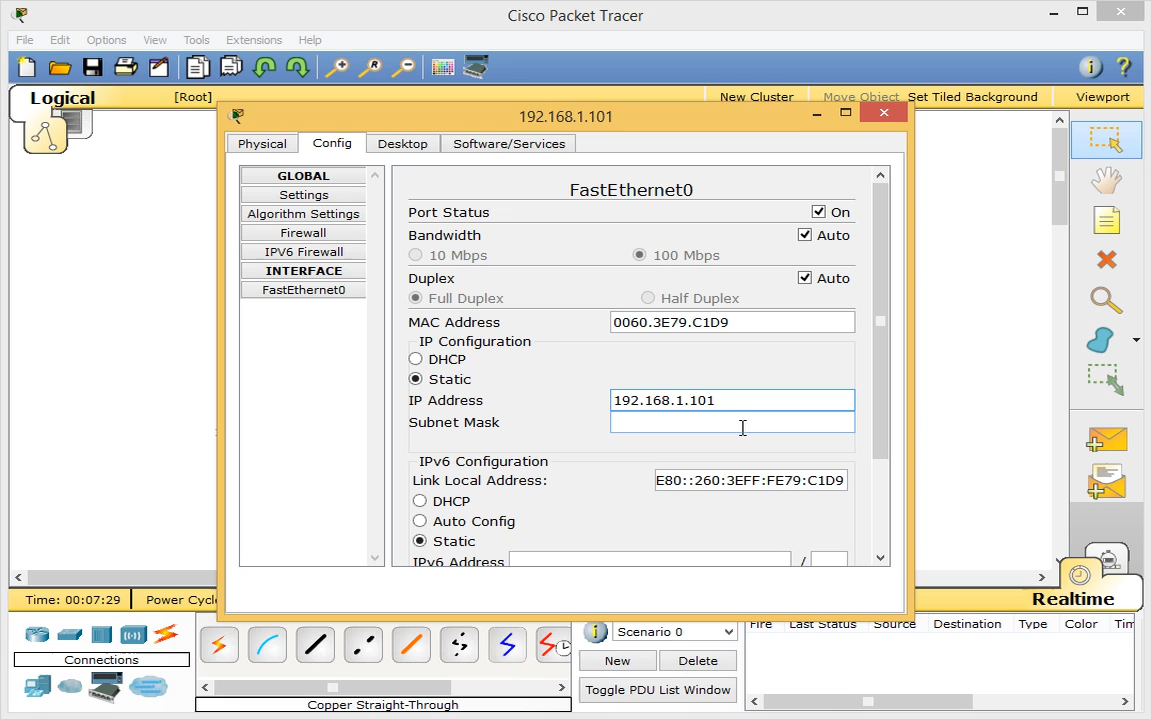 Cisco Packet Tracer
File Edit Options View Tools Extensions Help
Logical [Root] New Cluster Move Object Set Tiled Background Viewport
192.168.1.101
Physical Config Desktop Software/Services
GLOBAL
Settings
Algorithm Settings
Firewall
IPV6 Firewall
INTERFACE
FastEthernet0
FastEthernet0
Port Status On
Bandwidth Auto
10 Mbps 100 Mbps
Duplex Auto
Full Duplex Half Duplex
MAC Address 0060.3E79.C1D9
IP Configuration
DHCP
Static
IP Address 192.168.1.101
Subnet Mask
IPv6 Configuration
Link Local Address: E80::260:3EFF:FE79:C1D9
DHCP
Auto Config
Static
IPv6 Address /
Time: 00:07:29 Power Cycl
Realtime
Connections
Copper Straight-Through
Scenario 0
New Delete
Toggle PDU List Window
Fire Last Status Source Destination Type Color Tim